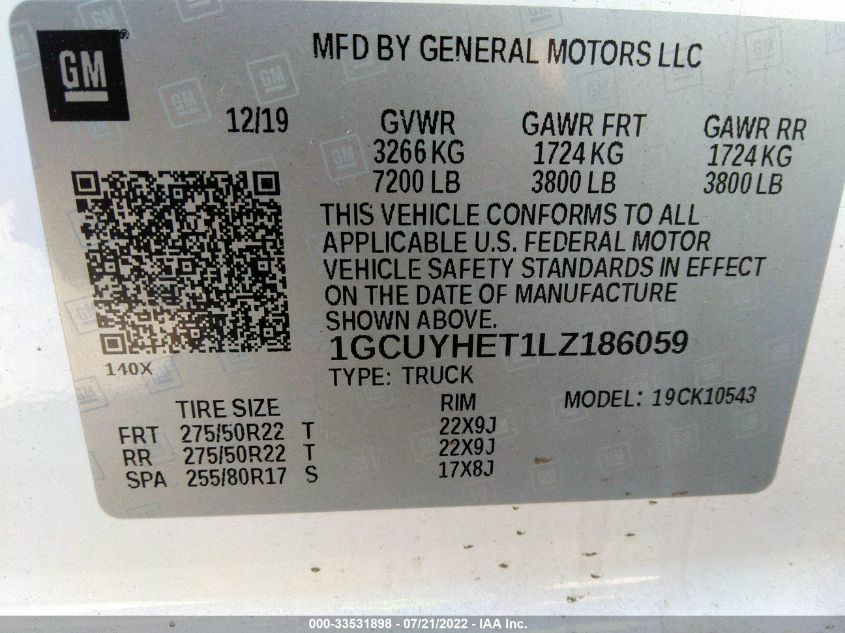 GM
MFD BY GENERAL MOTORS LLC
12/19 GVWR GAWR FRT GAWR RR
3266 KG 1724 KG 1724 KG
7200 LB 3800 LB 3800 LB
THIS VEHICLE CONFORMS TO ALL
APPLICABLE U.S. FEDERAL MOTOR
VEHICLE SAFETY STANDARDS IN EFFECT
ON THE DATE OF MANUFACTURE
SHOWN ABOVE.
1GCUYHET1LZ186059
140X
TYPE: TRUCK
TIRE SIZE RIM MODEL: 19CK10543
FRT 275/50R22 T 22X9J
RR 275/50R22 T 22X9J
SPA 255/80R17 S 17X8J
000--33531898 - 07/21/2022 - IAA Inc.